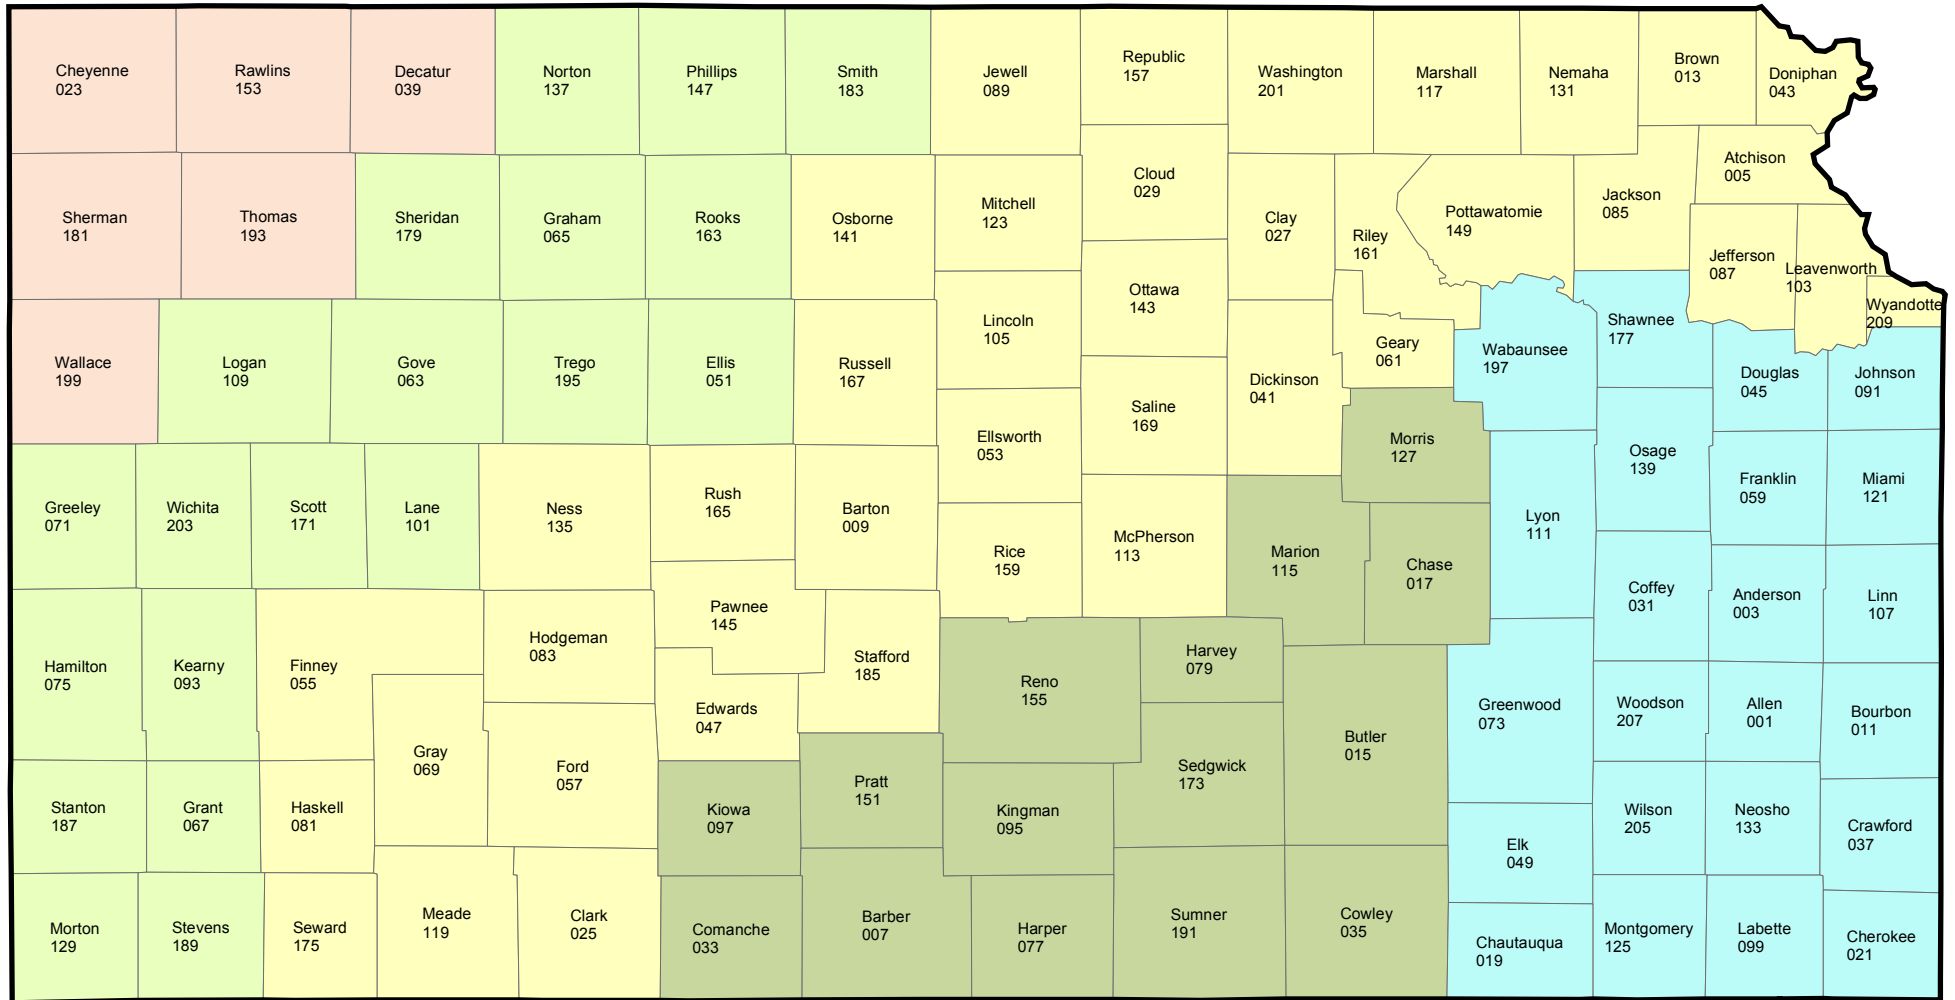 Cheyenne
023
Rawlins
153
Decatur
039
Norton
137
Phillips
147
Smith
183
Jewell
089
Republic
157
Washington
201
Marshall
117
Nemaha
131
Brown
013
Doniphan
043
Sherman
181
Thomas
193
Sheridan
179
Graham
065
Rooks
163
Osborne
141
Mitchell
123
Cloud
029
Clay
027
Riley
161
Pottawatomie
149
Jackson
085
Atchison
005
Jefferson
087
Leavenworth
103
Wyandotte
209
Wallace
199
Logan
109
Gove
063
Trego
195
Ellis
051
Russell
167
Lincoln
105
Ottawa
143
Dickinson
041
Geary
061
Wabaunsee
197
Shawnee
177
Douglas
045
Johnson
091
Ellsworth
053
Saline
169
Morris
127
Osage
139
Franklin
059
Miami
121
Greeley
071
Wichita
203
Scott
171
Lane
101
Ness
135
Rush
165
Barton
009
Rice
159
McPherson
113
Marion
115
Chase
017
Lyon
111
Coffey
031
Anderson
003
Linn
107
Hamilton
075
Kearny
093
Finney
055
Hodgeman
083
Pawnee
145
Stafford
185
Edwards
047
Reno
155
Harvey
079
Butler
015
Greenwood
073
Woodson
207
Allen
001
Bourbon
011
Gray
069
Ford
057
Sedgwick
173
Stanton
187
Grant
067
Haskell
081
Kiowa
097
Pratt
151
Kingman
095
Elk
049
Wilson
205
Neosho
133
Crawford
037
Morton
129
Stevens
189
Seward
175
Meade
119
Clark
025
Comanche
033
Barber
007
Harper
077
Sumner
191
Cowley
035
Chautauqua
019
Montgomery
125
Labette
099
Cherokee
021